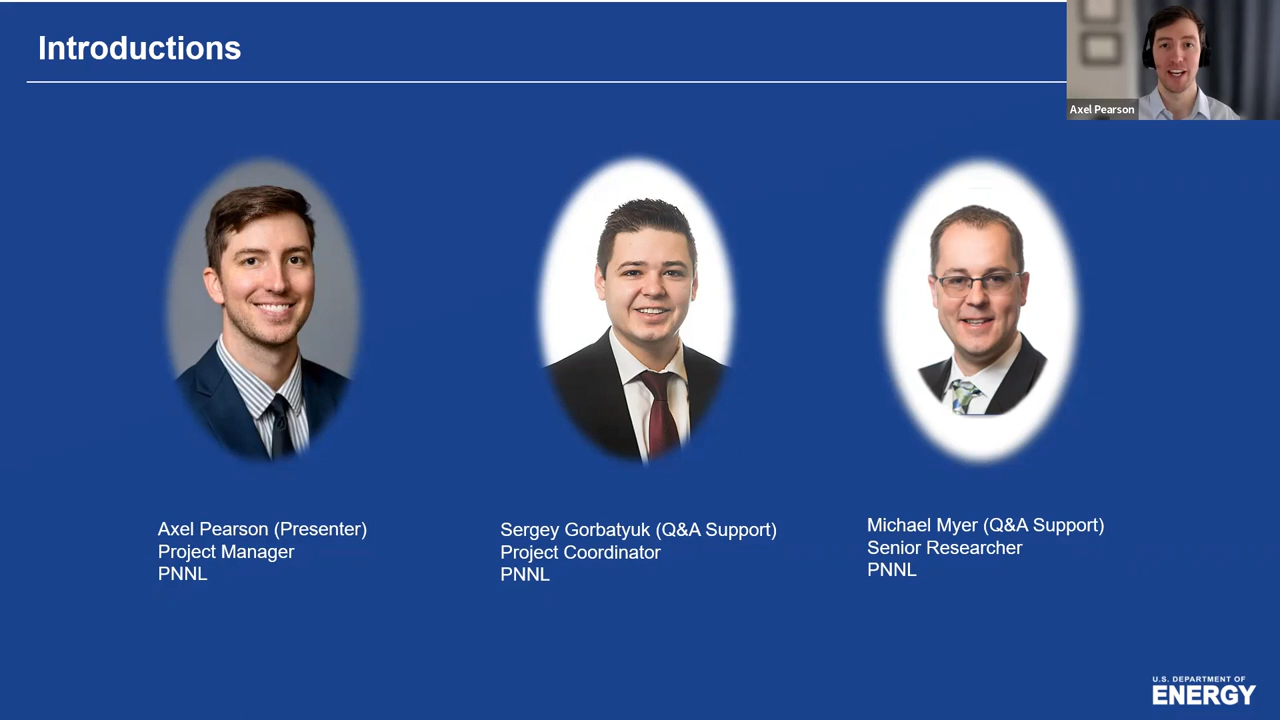 Introductions
Axel Pearson
Axel Pearson (Presenter)
Project Manager
PNNL
Sergey Gorbatyuk (Q&A Support)
Project Coordinator
PNNL
Michael Myer (Q&A Support)
Senior Researcher
PNNL
U.S. DEPARTMENT OF
ENERGY